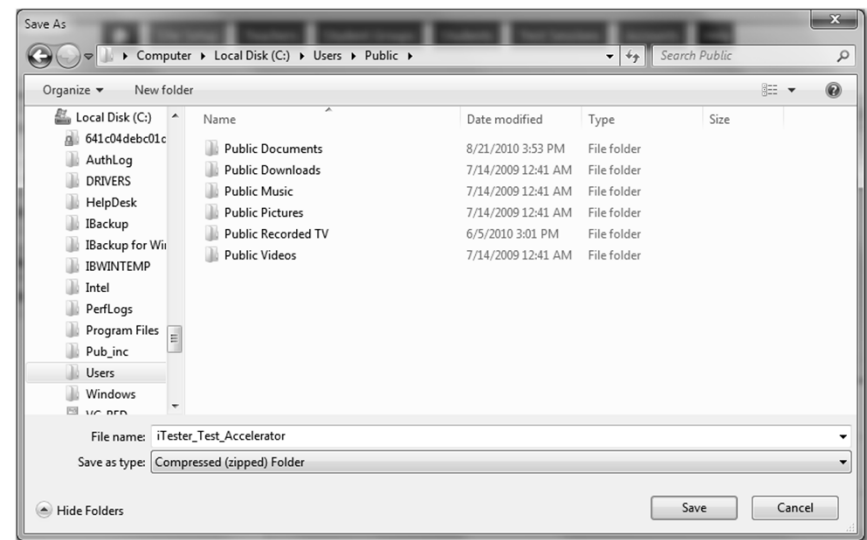 Save As
Computer Local Disk (C:) Users Public
Search Public
Organize New folder
Name Date modified Type Size
Local Disk (C:)
641c04debc01c
AuthLog
DRIVERS
HelpDesk
IBackup
IBackup for Wi
IBWINTEMP
Intel
PerfLogs
Program Files
Pub_inc
Users
Windows
Public Documents 8/21/2010 3:53 PM File folder
Public Downloads 7/14/2009 12:41 AM File folder
Public Music 7/14/2009 12:41 AM File folder
Public Pictures 7/14/2009 12:41 AM File folder
Public Recorded TV 6/5/2010 3:01 PM File folder
Public Videos 7/14/2009 12:41 AM File folder
File name: iTester_Test_Accelerator
Save as type: Compressed (zipped) Folder
Hide Folders
Save
Cancel